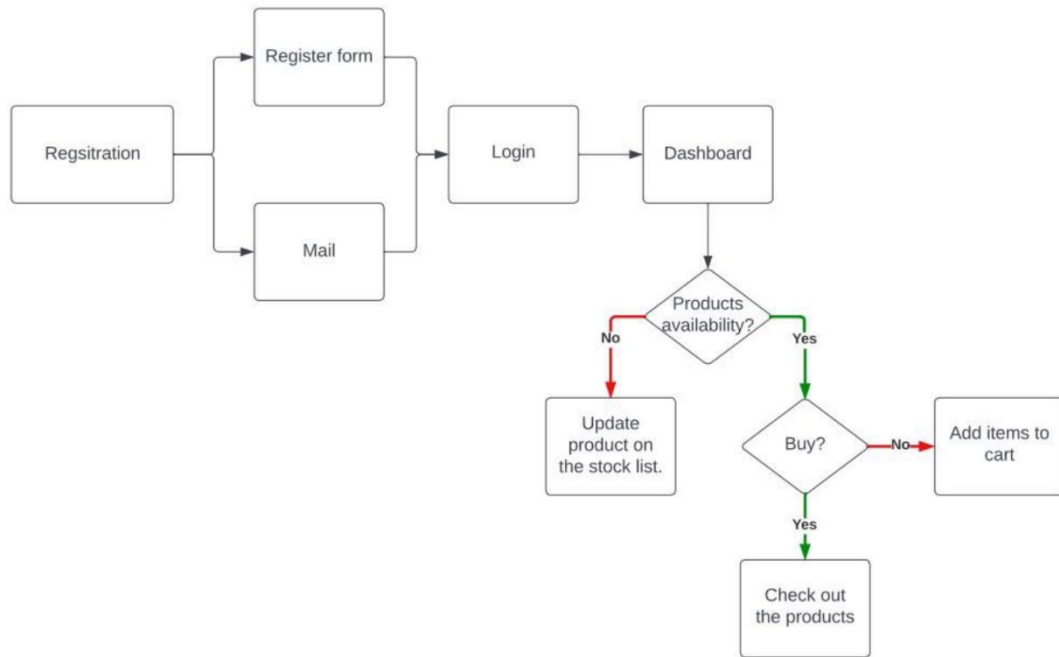 Register form
Regsitration
Login
Dashboard
Mail
Products
availability?
No
Yes
Update
product on
the stock list.
Buy?
No
Add items to
cart
Yes
Check out
the products